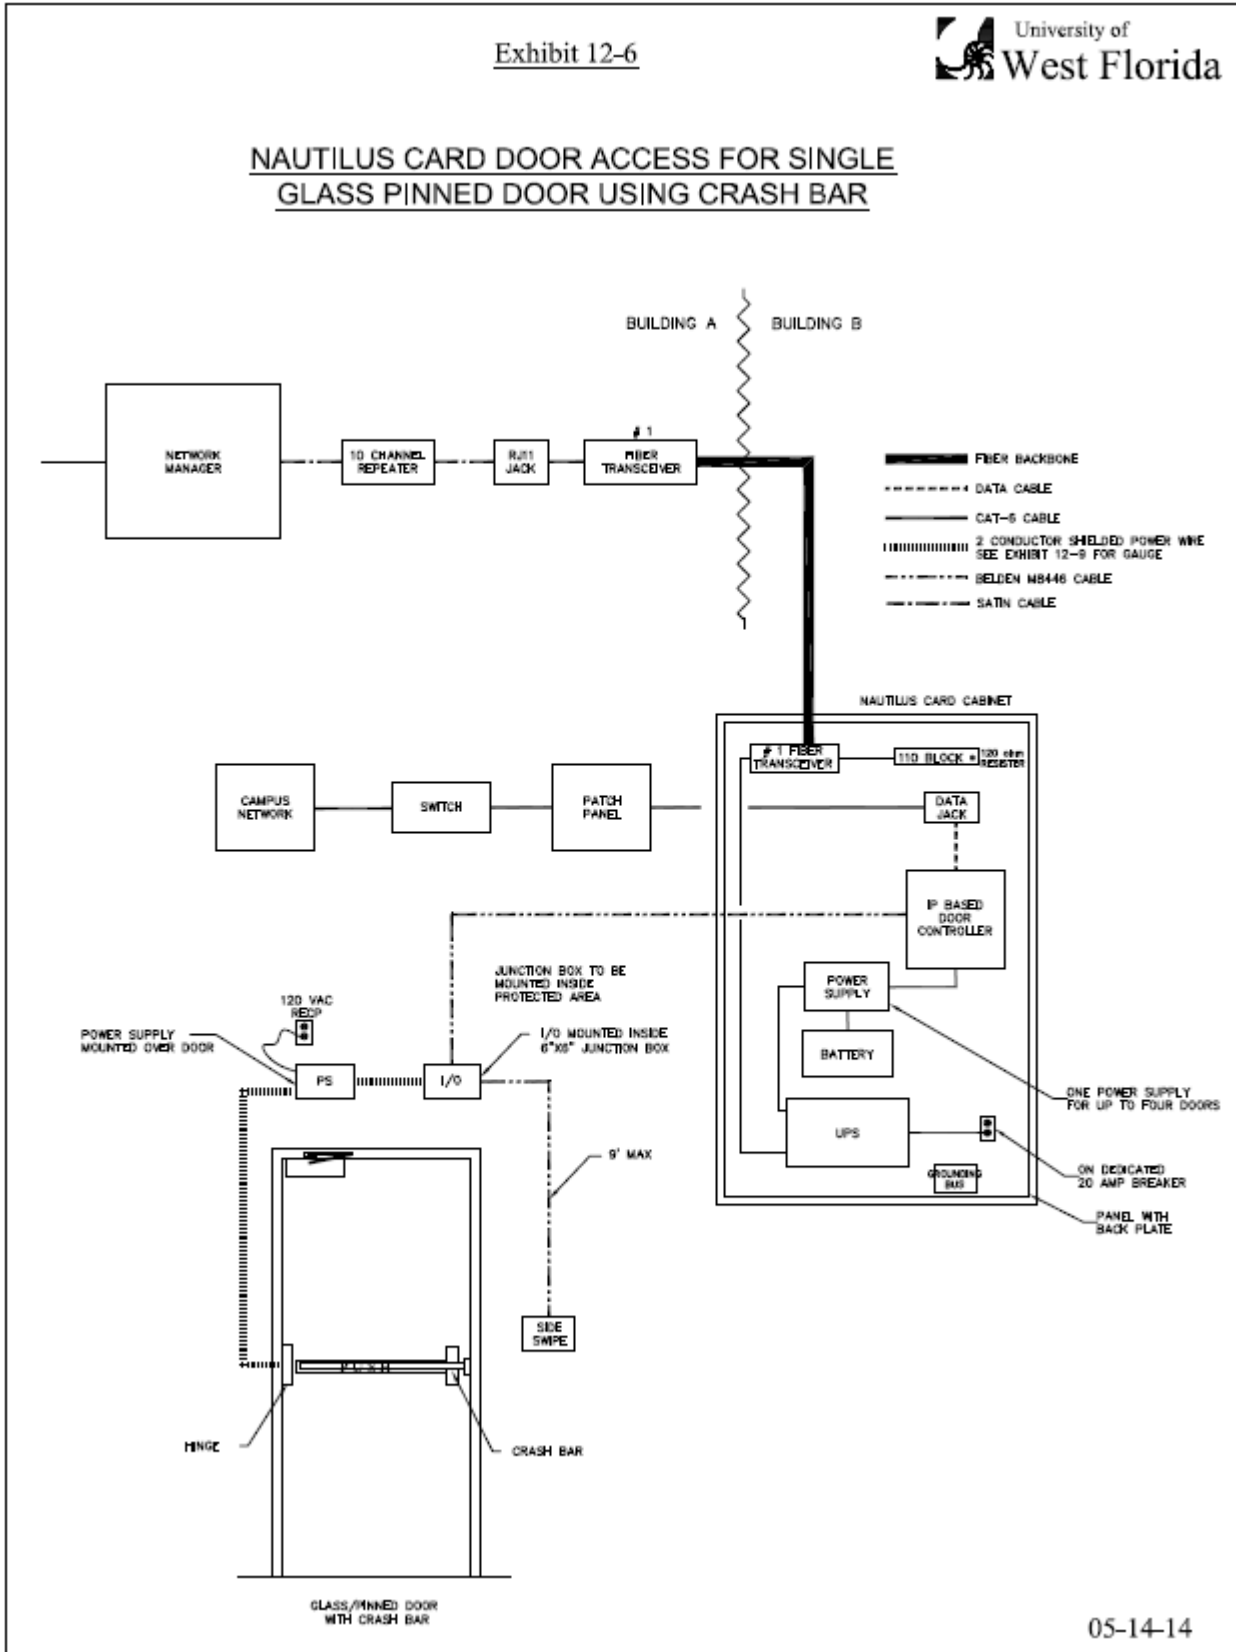 Exhibit 12-6
University of
West Florida
NAUTILUS CARD DOOR ACCESS FOR SINGLE
GLASS PINNED DOOR USING CRASH BAR
BUILDING A
BUILDING B
NETWORK
MANAGER
10 CHANNEL
REPEATER
RJ11
JACK
# 1
FIBER
TRANSCEIVER
FIBER BACKBONE
DATA CABLE
CAT-6 CABLE
2 CONDUCTOR SHIELDED POWER WIRE
SEE EXHIBIT 12-9 FOR GAUGE
BELDEN M8446 CABLE
SATIN CABLE
NAUTILUS CARD CABINET
# 1 FIBER
TRANSCEIVER
110 BLOCK
120 ohm
RESISTER
CAMPUS
NETWORK
SWITCH
PATCH
PANEL
DATA
JACK
IP BASED
DOOR
CONTROLLER
JUNCTION BOX TO BE
MOUNTED INSIDE
PROTECTED AREA
POWER
SUPPLY
120 VAC
RECP
POWER SUPPLY
MOUNTED OVER DOOR
I/O MOUNTED INSIDE
6"X6" JUNCTION BOX
BATTERY
PS
I/O
ONE POWER SUPPLY
FOR UP TO FOUR DOORS
UPS
9' MAX
GROUNDING
BUS
ON DEDICATED
20 AMP BREAKER
PANEL WITH
BACK PLATE
SIDE
SWIPE
PUSH
HINGE
CRASH BAR
GLASS/PINNED DOOR
WITH CRASH BAR
05-14-14